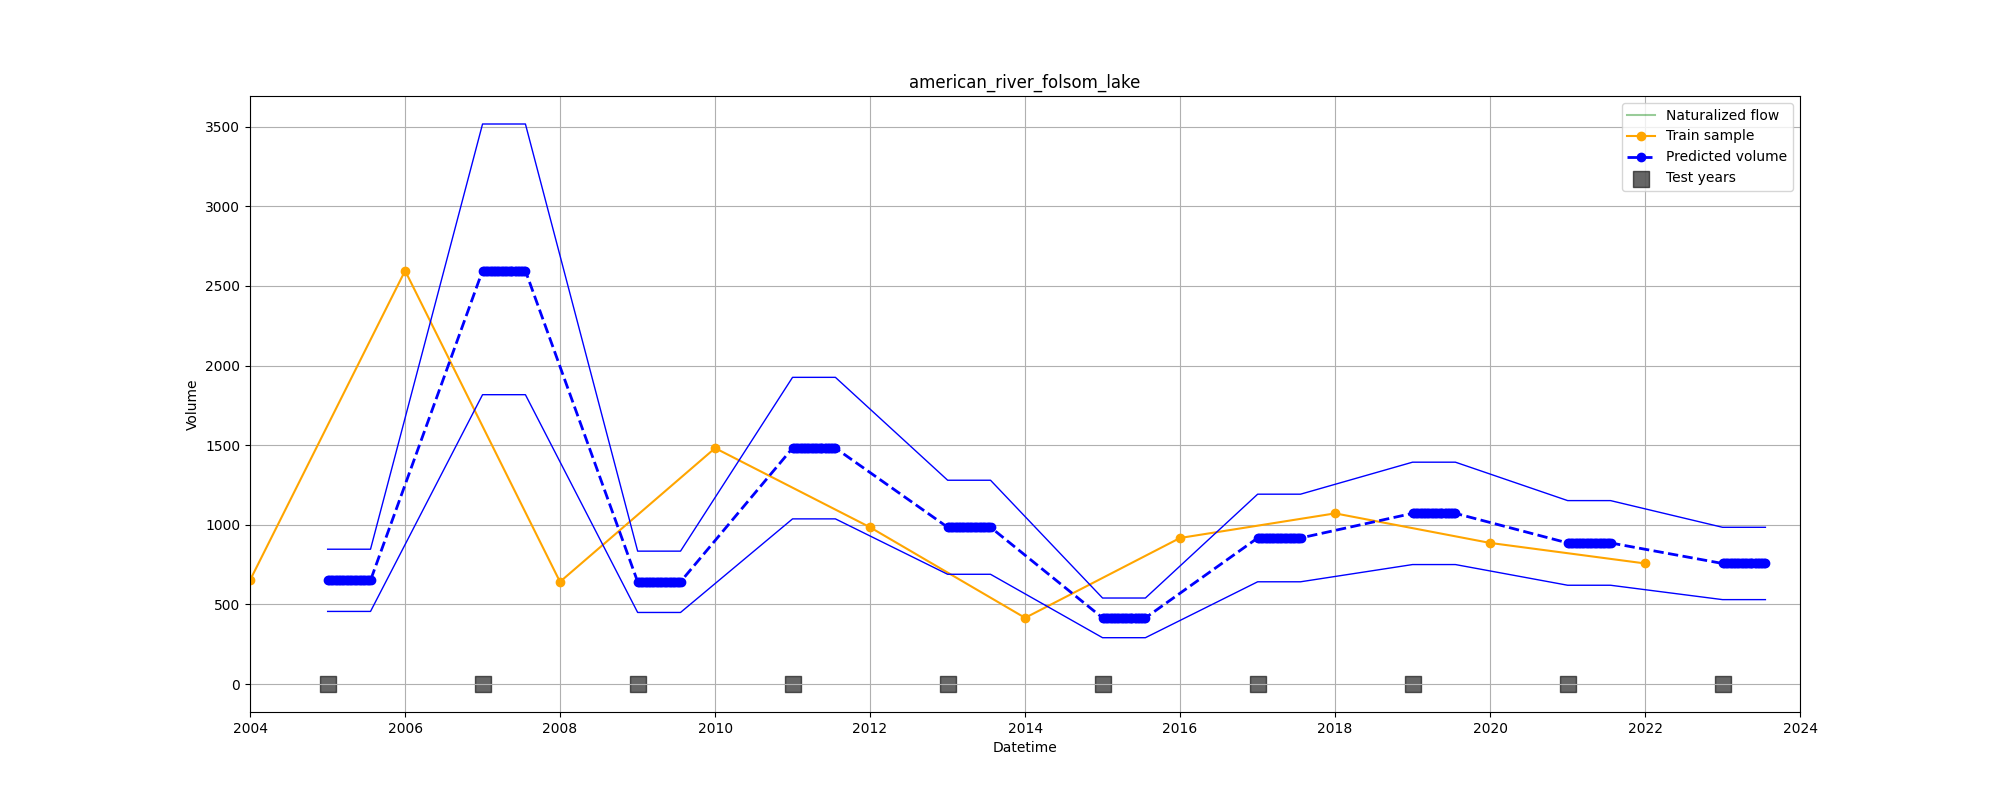 american_river_folsom_lake
Naturalized flow
Train sample
Predicted volume
Test years
3500
3000
2500
2000
1500
1000
500
0
Volume
2004 2006 2008 2010 2012 2014 2016 2018 2020 2022 2024
Datetime